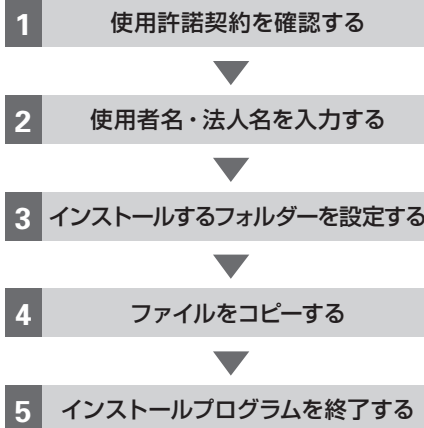 1 使用許諾契約を確認する
2 使用者名・法人名を入力する
3 インストールするフォルダーを設定する
4 ファイルをコピーする
5 インストールプログラムを終了する